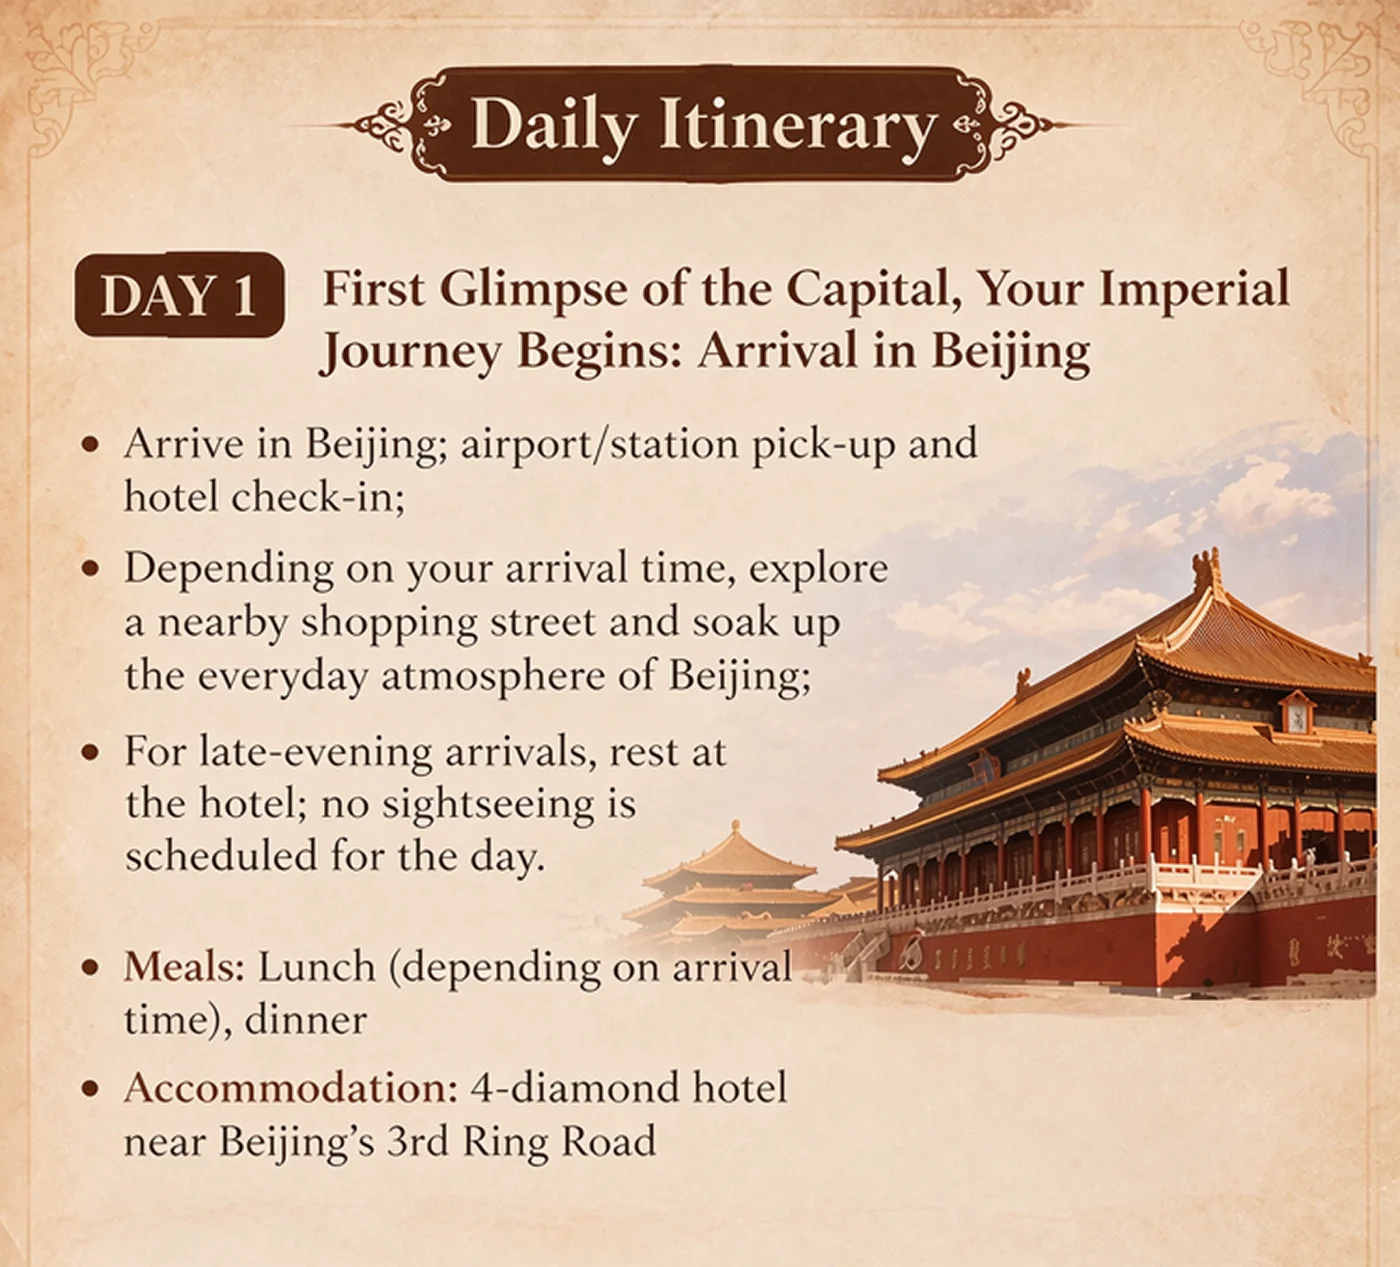 Daily Itinerary
DAY 1
First Glimpse of the Capital, Your Imperial
Journey Begins: Arrival in Beijing
• Arrive in Beijing; airport/station pick-up and
hotel check-in;
• Depending on your arrival time, explore
a nearby shopping street and soak up
the everyday atmosphere of Beijing;
• For late-evening arrivals, rest at
the hotel; no sightseeing is
scheduled for the day.
• Meals: Lunch (depending on arrival
time), dinner
• Accommodation: 4-diamond hotel
near Beijing’s 3rd Ring Road